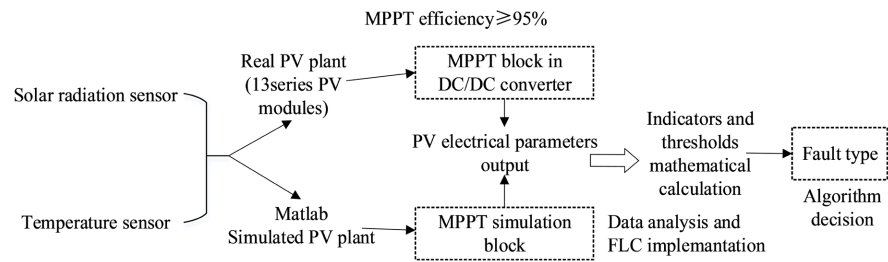 MPPT efficiency≥95%
Real PV plant
(13series PV
modules)
MPPT block in
DC/DC converter
Solar radiation sensor
Temperature sensor
PV electrical parameters
output
Indicators and
thresholds
mathematical
calculation
Fault type
Algorithm
decision
Matlab
Simulated PV plant
MPPT simulation
block
Data analysis and
FLC implemantation